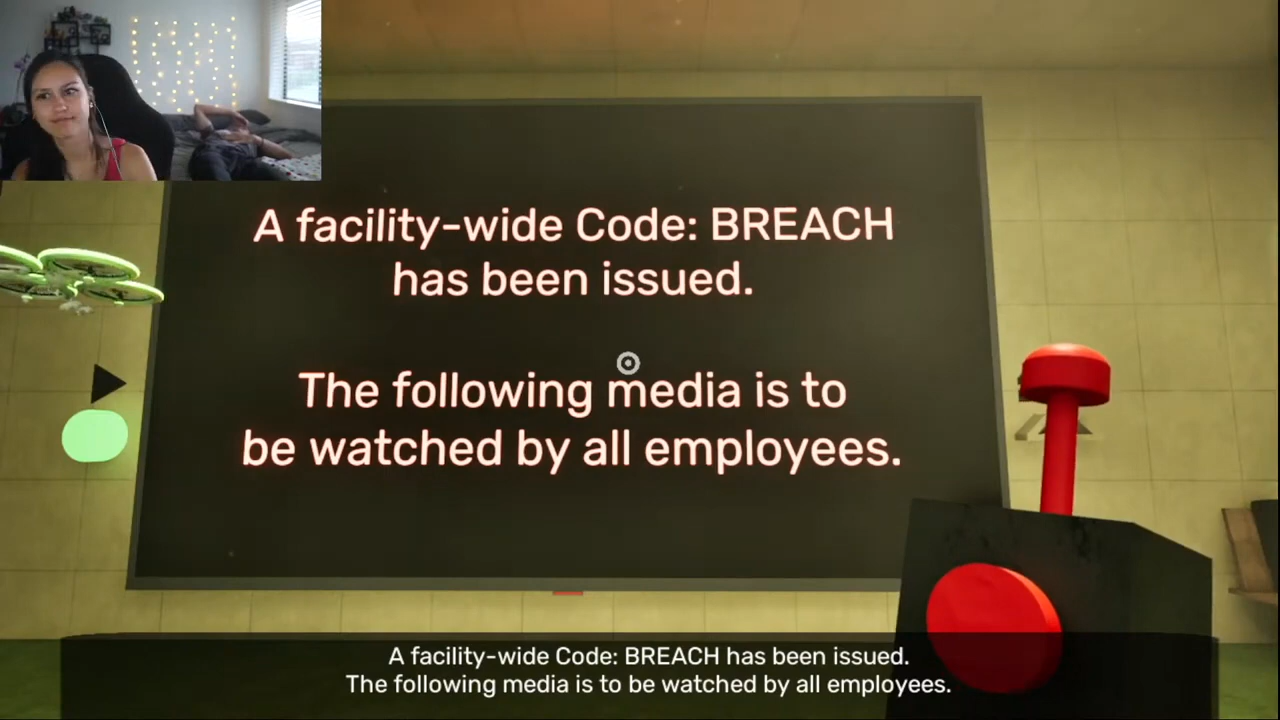 A facility-wide Code: BREACH
has been issued.
The following media is to
be watched by all employees.
A facility-wide Code: BREACH has been issued.
The following media is to be watched by all employees.